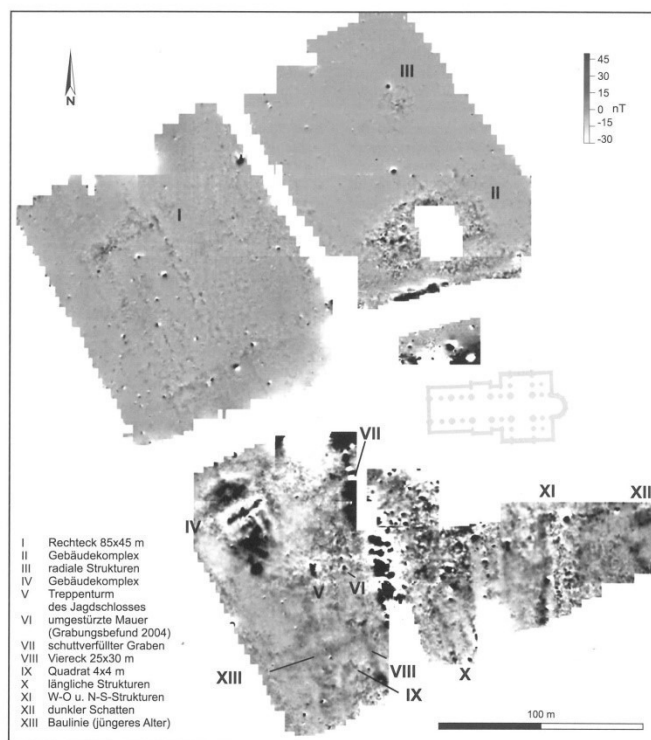 N
III
45
30
15
0
nT
-15
-30
II
I
VII
XI
XII
IV
V
VI
XIII
VIII
IX
X
I Rechteck 85x45 m
II Gebäudekomplex
III radiale Strukturen
IV Gebäudekomplex
V Treppenturm
des Jagdschlosses
VI umgestürzte Mauer
(Grabungsbefund 2004)
VII schuttverfüllter Graben
VIII Viereck 25x30 m
IX Quadrat 4x4 m
X längliche Strukturen
XI W-O u. N-S-Strukturen
XII dunkler Schatten
XIII Baulinie (jüngeres Alter)
100 m